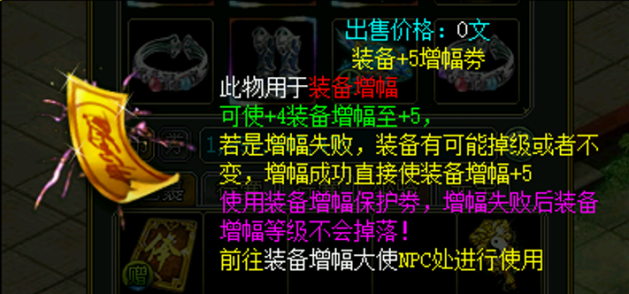 出售价格：0文
装备+5增幅券
此物用于装备增幅
可使+4装备增幅至+5，
若是增幅失败，装备有可能掉级或者不
变，增幅成功直接使装备增幅+5
使用装备增幅保护券，增幅失败后装备
增幅等级不会掉落！
前往装备增幅大使NPC处进行使用
赠